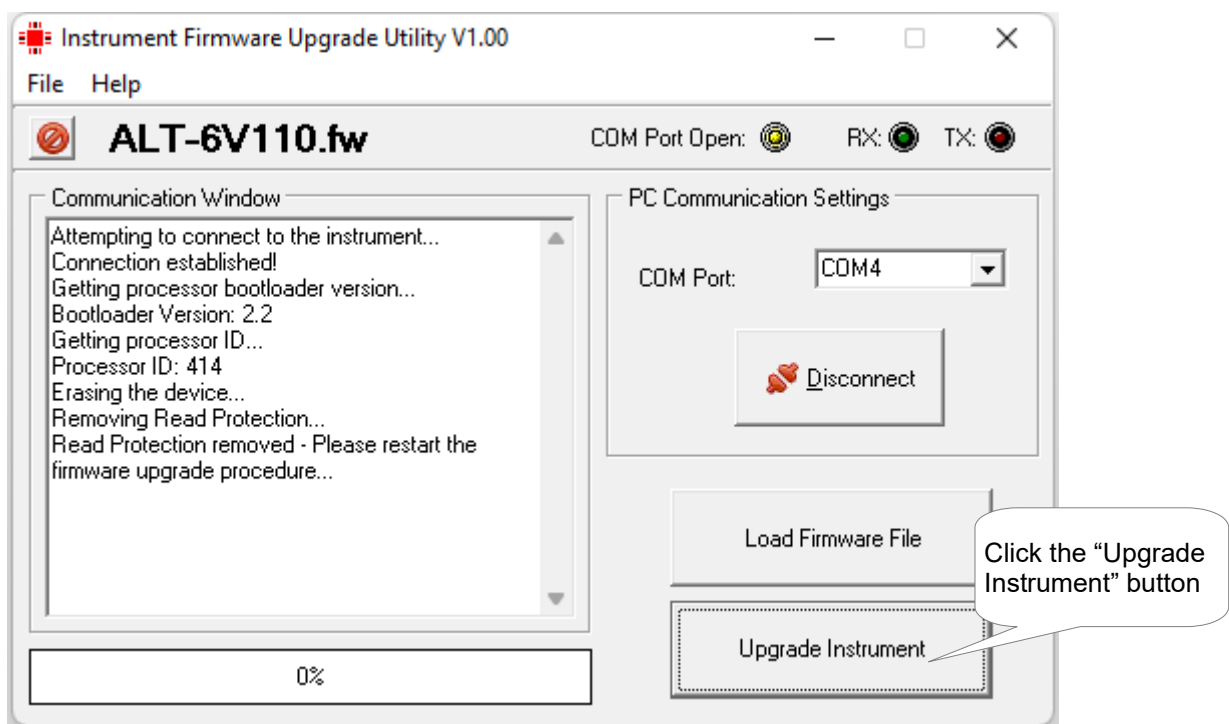 Instrument Firmware Upgrade Utility V1.00
File Help
ALT-6V110.fw
COM Port Open: RX: TX:
Communication Window
Attempting to connect to the instrument...
Connection established!
Getting processor bootloader version...
Bootloader Version: 2.2
Getting processor ID...
Processor ID: 414
Erasing the device...
Removing Read Protection...
Read Protection removed - Please restart the
firmware upgrade procedure...
0%
PC Communication Settings
COM Port: COM4
Disconnect
Load Firmware File
Upgrade Instrument
Click the “Upgrade
Instrument” button